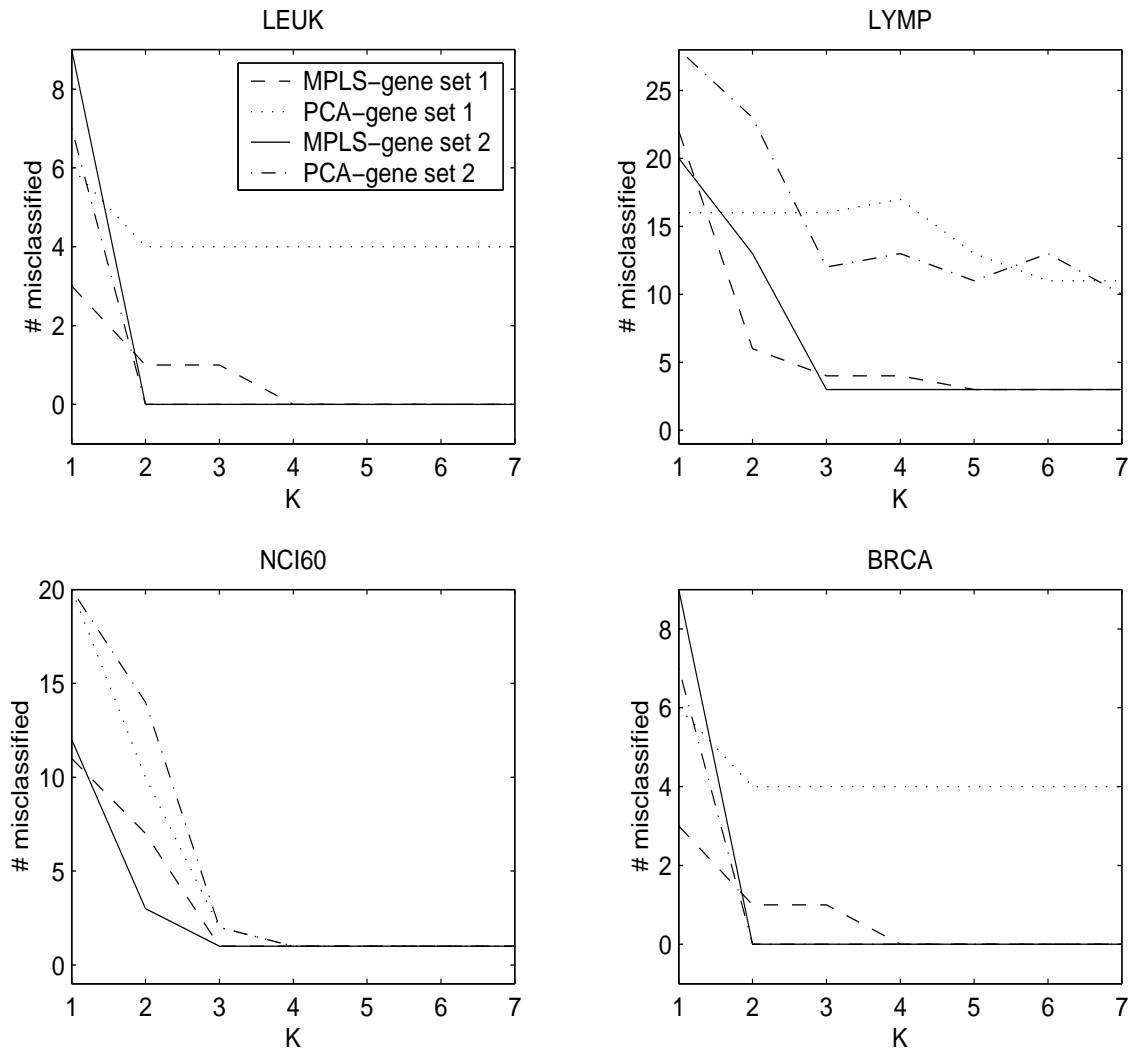 LEUK
# misclassified
8
6
4
2
0
MPLS−gene set 1
PCA−gene set 1
MPLS−gene set 2
PCA−gene set 2
1 2 3 4 5 6 7
K
LYMP
# misclassified
25
20
15
10
5
0
1 2 3 4 5 6 7
K
NCI60
# misclassified
20
15
10
5
0
1 2 3 4 5 6 7
K
BRCA
# misclassified
8
6
4
2
0
1 2 3 4 5 6 7
K